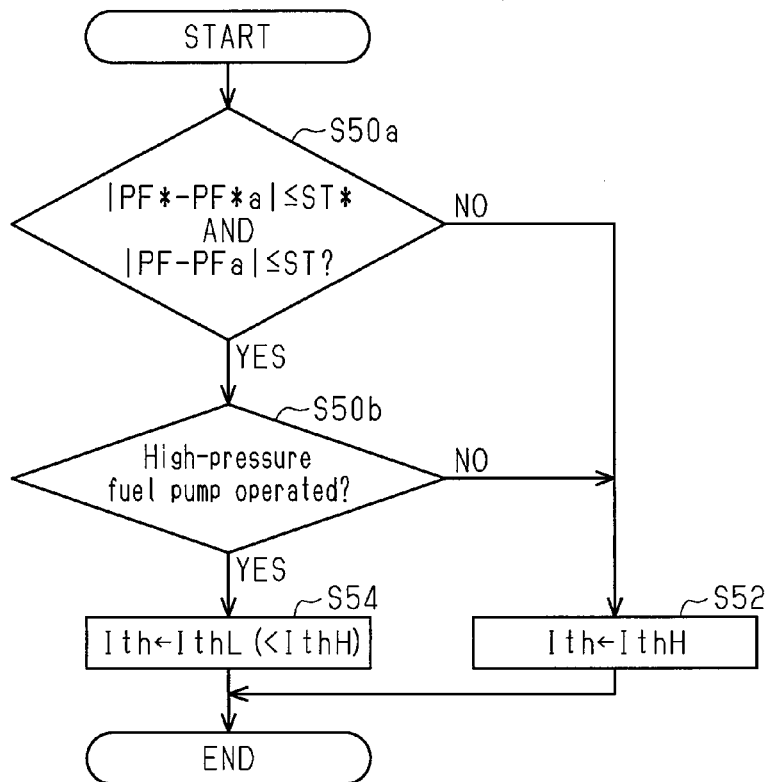 START
S50a
|PF*-PF*a|≦ST*
AND
|PF-PFa|≦ST?
NO
YES
S50b
High-pressure
fuel pump operated?
NO
YES
S54
Ith←IthL (<IthH)
S52
Ith←IthH
END